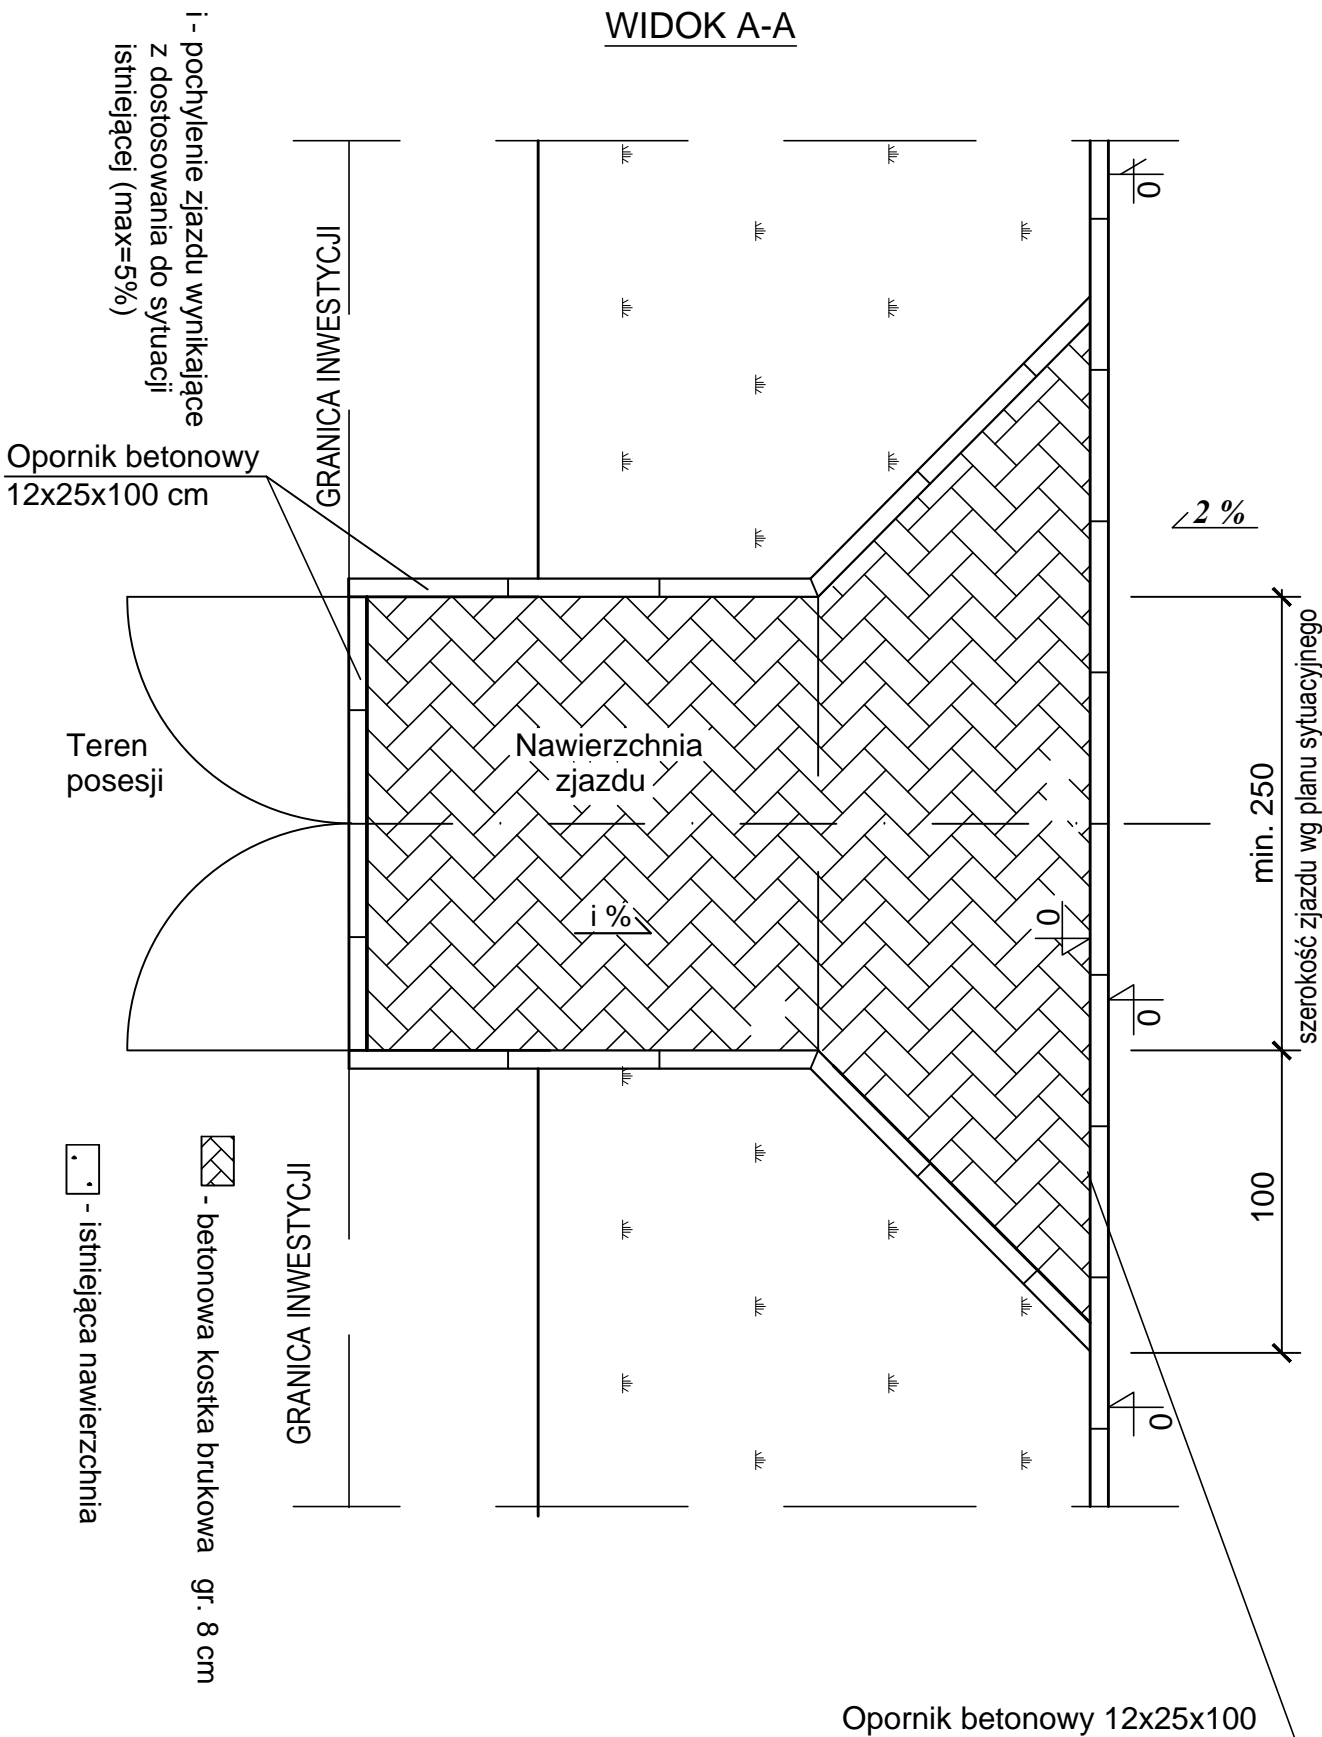 WIDOK A-A
i - pochylenie zjazdu wynikające
z dostosowania do sytuacji
istniejącej (max=5%)
GRANICA INWESTYCJI
Opornik betonowy
12x25x100 cm
0
2 %
Teren
posesji
Nawierzchnia
zjazdu
i %
0
0
min. 250
szerokość zjazdu wg planu sytuacyjnego
100
0
GRANICA INWESTYCJI
- betonowa kostka brukowa gr. 8 cm
- istniejąca nawierzchnia
Opornik betonowy 12x25x100